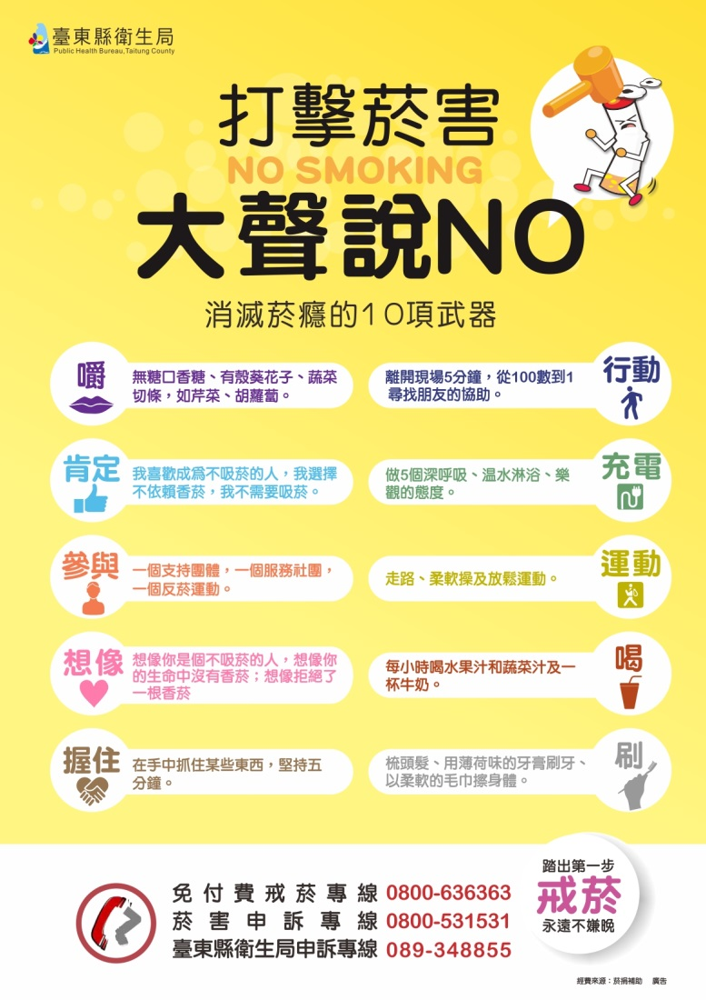 臺東縣衛生局
Public Health Bureau,Taitung County
打擊菸害
NO SMOKING
大聲說NO
消滅菸癮的10項武器
嚼
無糖口香糖、有殼葵花子、蔬菜
切條，如芹菜、胡蘿蔔。
肯定
我喜歡成為不吸菸的人，我選擇
不依賴香菸，我不需要吸菸。
參與
一個支持團體，一個服務社團，
一個反菸運動。
想像
想像你是個不吸菸的人，想像你
的生命中沒有香菸；想像拒絕了
一根香菸
握住
在手中抓住某些東西，堅持五
分鐘。
行動
離開現場5分鐘，從100數到1
尋找朋友的協助。
充電
做5個深呼吸、溫水淋浴、樂
觀的態度。
運動
走路、柔軟操及放鬆運動。
喝
每小時喝水果汁和蔬菜汁及一
杯牛奶。
刷
梳頭髮、用薄荷味的牙膏刷牙、
以柔軟的毛巾擦身體。
免付費戒菸專線 0800-636363
菸害申訴專線 0800-531531
臺東縣衛生局申訴專線 089-348855
踏出第一步
戒菸
永遠不嫌晚
經費來源：菸捐補助 廣告